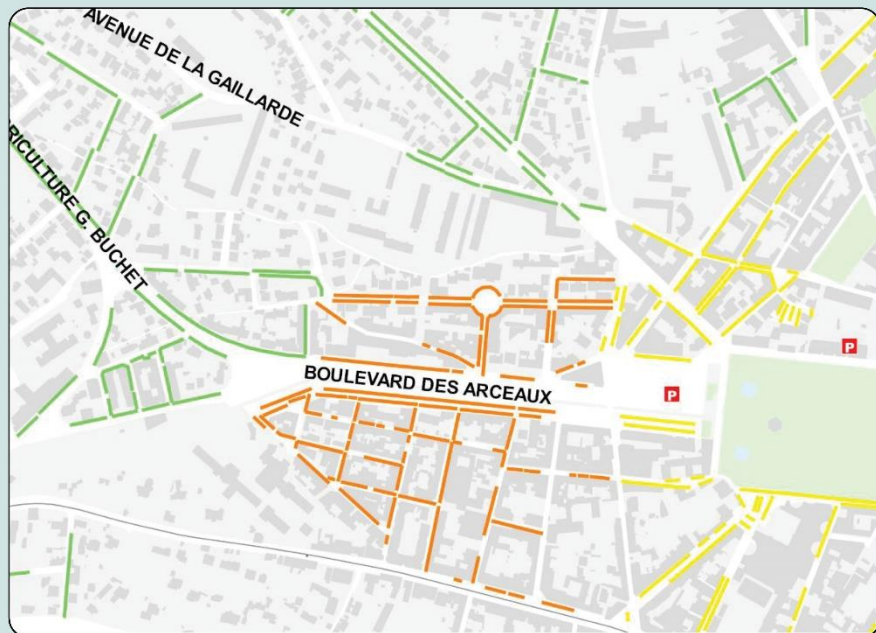 AVENUE DE LA GAILLARDE
RICULTURE G. BUCHET
BOULEVARD DES ARCEAUX
P
P